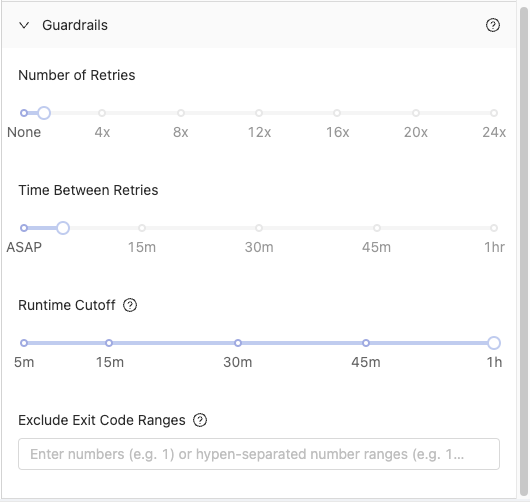 Guardrails
Number of Retries
None 4x 8x 12x 16x 20x 24x
Time Between Retries
ASAP 15m 30m 45m 1hr
Runtime Cutoff
5m 15m 30m 45m 1h
Exclude Exit Code Ranges
Enter numbers (e.g. 1) or hypen-separated number ranges (e.g. 1...